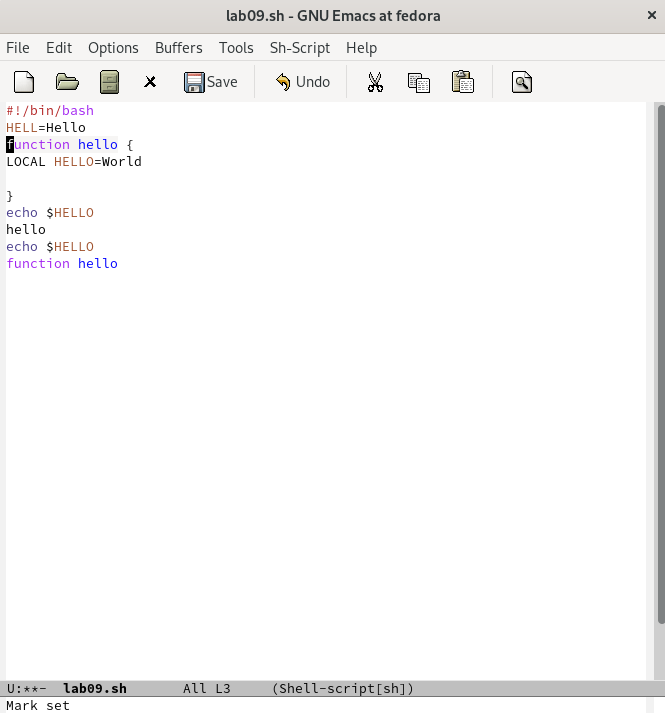 lab09.sh - GNU Emacs at fedora
File Edit Options Buffers Tools Sh-Script Help
Save Undo
#!/bin/bash
HELL=Hello
function hello {
LOCAL HELLO=World
}
echo $HELLO
hello
echo $HELLO
function hello
U:**- lab09.sh All L3 (Shell-script[sh])
Mark set